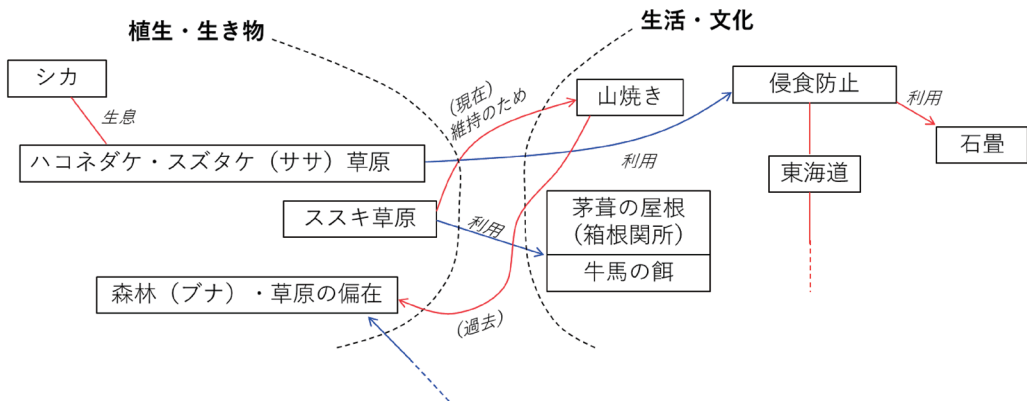 植生・生き物
生活・文化
シカ
生息
ハコネダケ・スズタケ（ササ）草原
ススキ草原
森林（ブナ）・草原の偏在
（現在）
維持のため
利用
（過去）
山焼き
利用
茅葺の屋根
（箱根関所）
牛馬の餌
侵食防止
利用
石畳
東海道